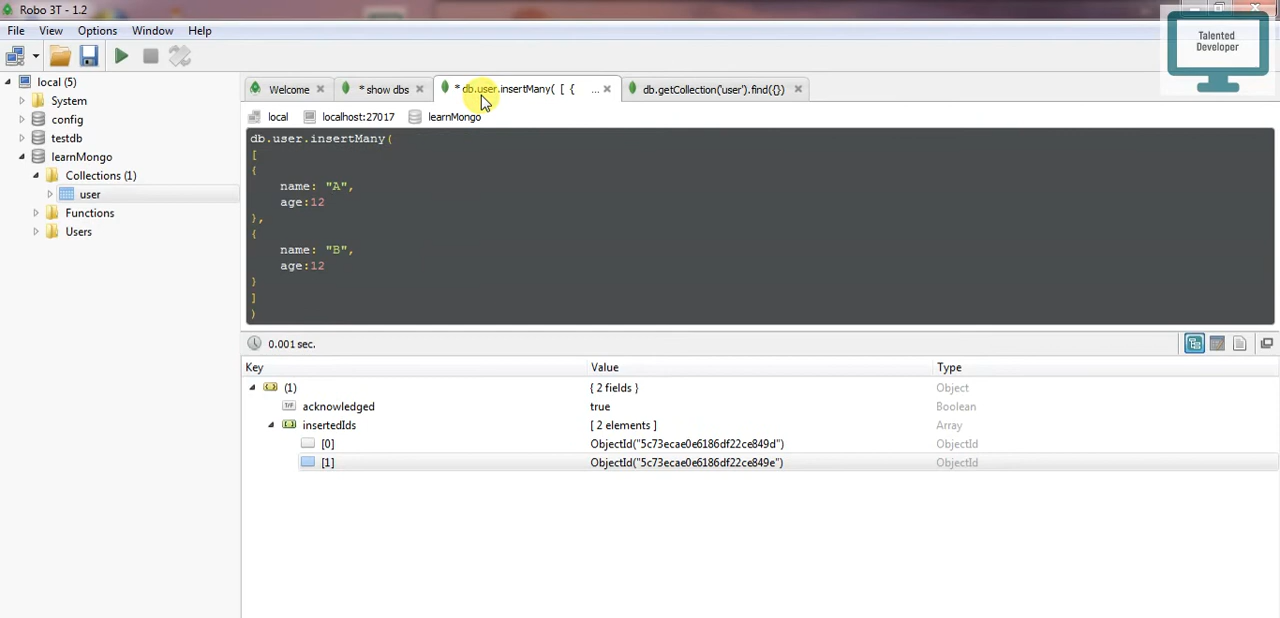 Robo 3T - 1.2
File View Options Window Help
Talented
Developer
local (5)
System
config
testdb
learnMongo
Collections (1)
user
Functions
Users
Welcome * show dbs * db.user.insertMany( [ { ... db.getCollection('user').find({})
local localhost:27017 learnMongo
db.user.insertMany(
[
{
name: "A",
age:12
},
{
name: "B",
age:12
}
]
)
0.001 sec.
Key Value Type
(1) { 2 fields } Object
acknowledged true Boolean
insertedIds [ 2 elements ] Array
[0] ObjectId("5c73ecae0e6186df22ce849d") ObjectId
[1] ObjectId("5c73ecae0e6186df22ce849e") ObjectId